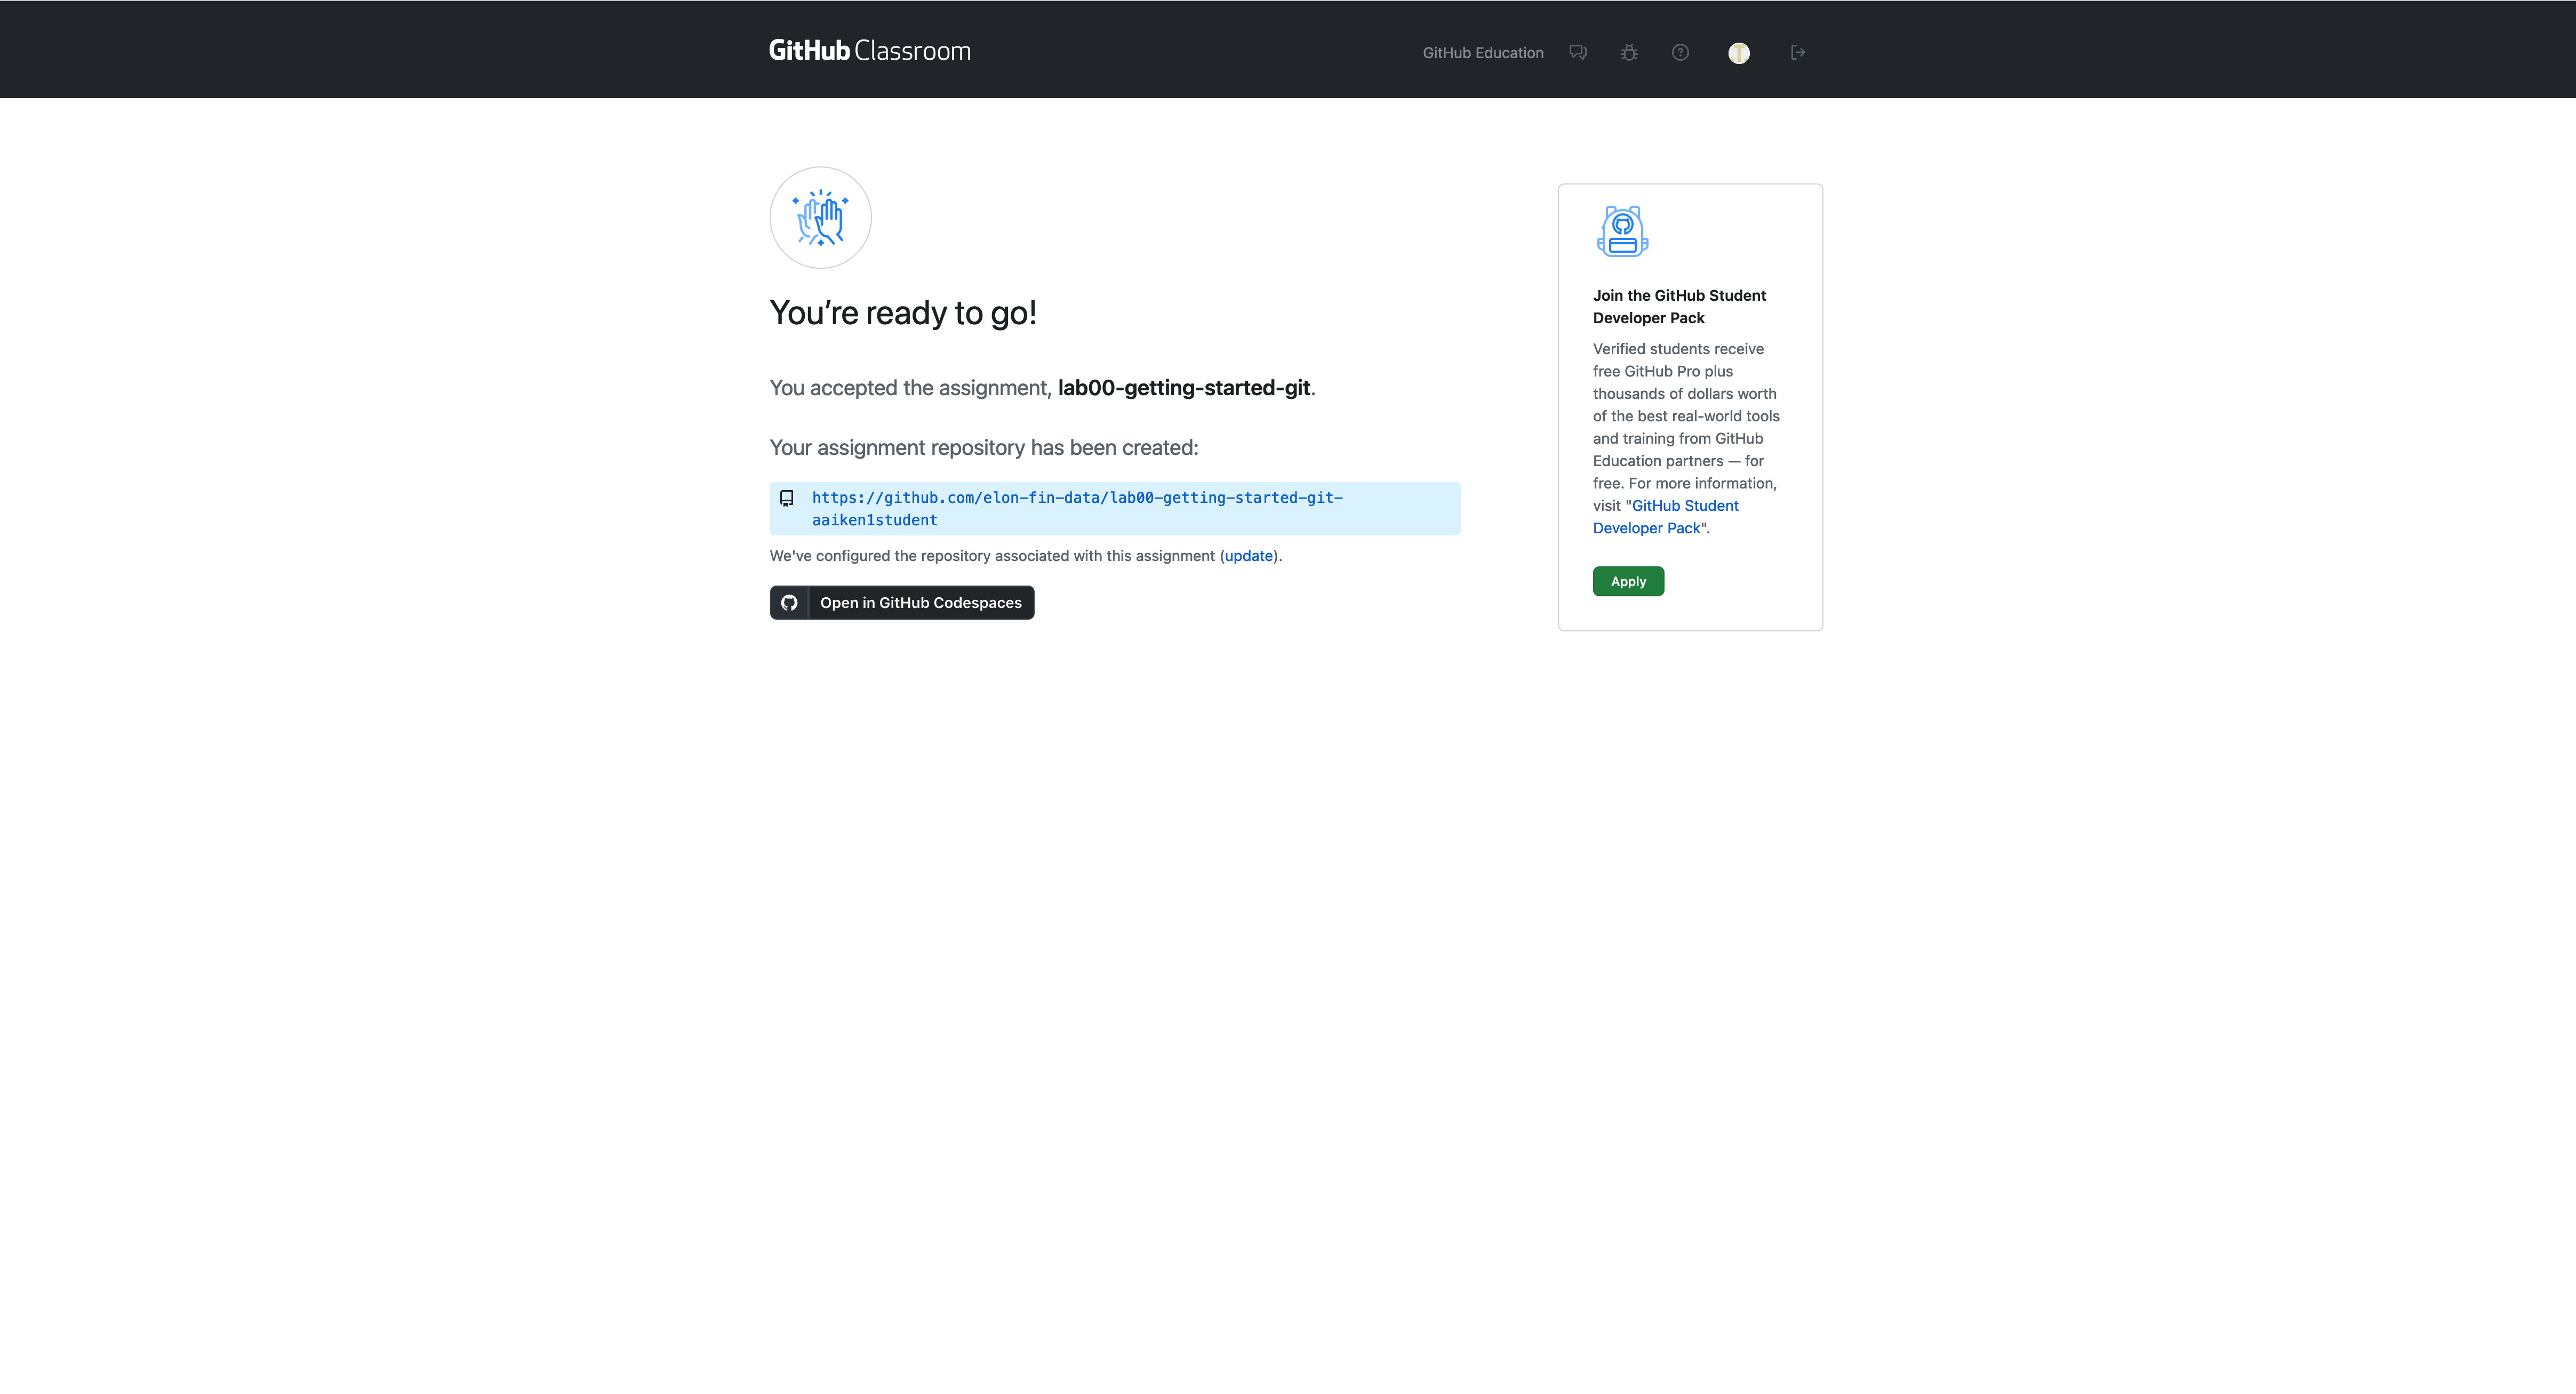 GitHub Classroom
GitHub Education
You’re ready to go!
You accepted the assignment, lab00-getting-started-git.
Your assignment repository has been created:
https://github.com/elon-fin-data/lab00-getting-started-git-
aaiken1student
We've configured the repository associated with this assignment (update).
Open in GitHub Codespaces
Join the GitHub Student
Developer Pack
Verified students receive
free GitHub Pro plus
thousands of dollars worth
of the best real-world tools
and training from GitHub
Education partners — for
free. For more information,
visit "GitHub Student
Developer Pack".
Apply